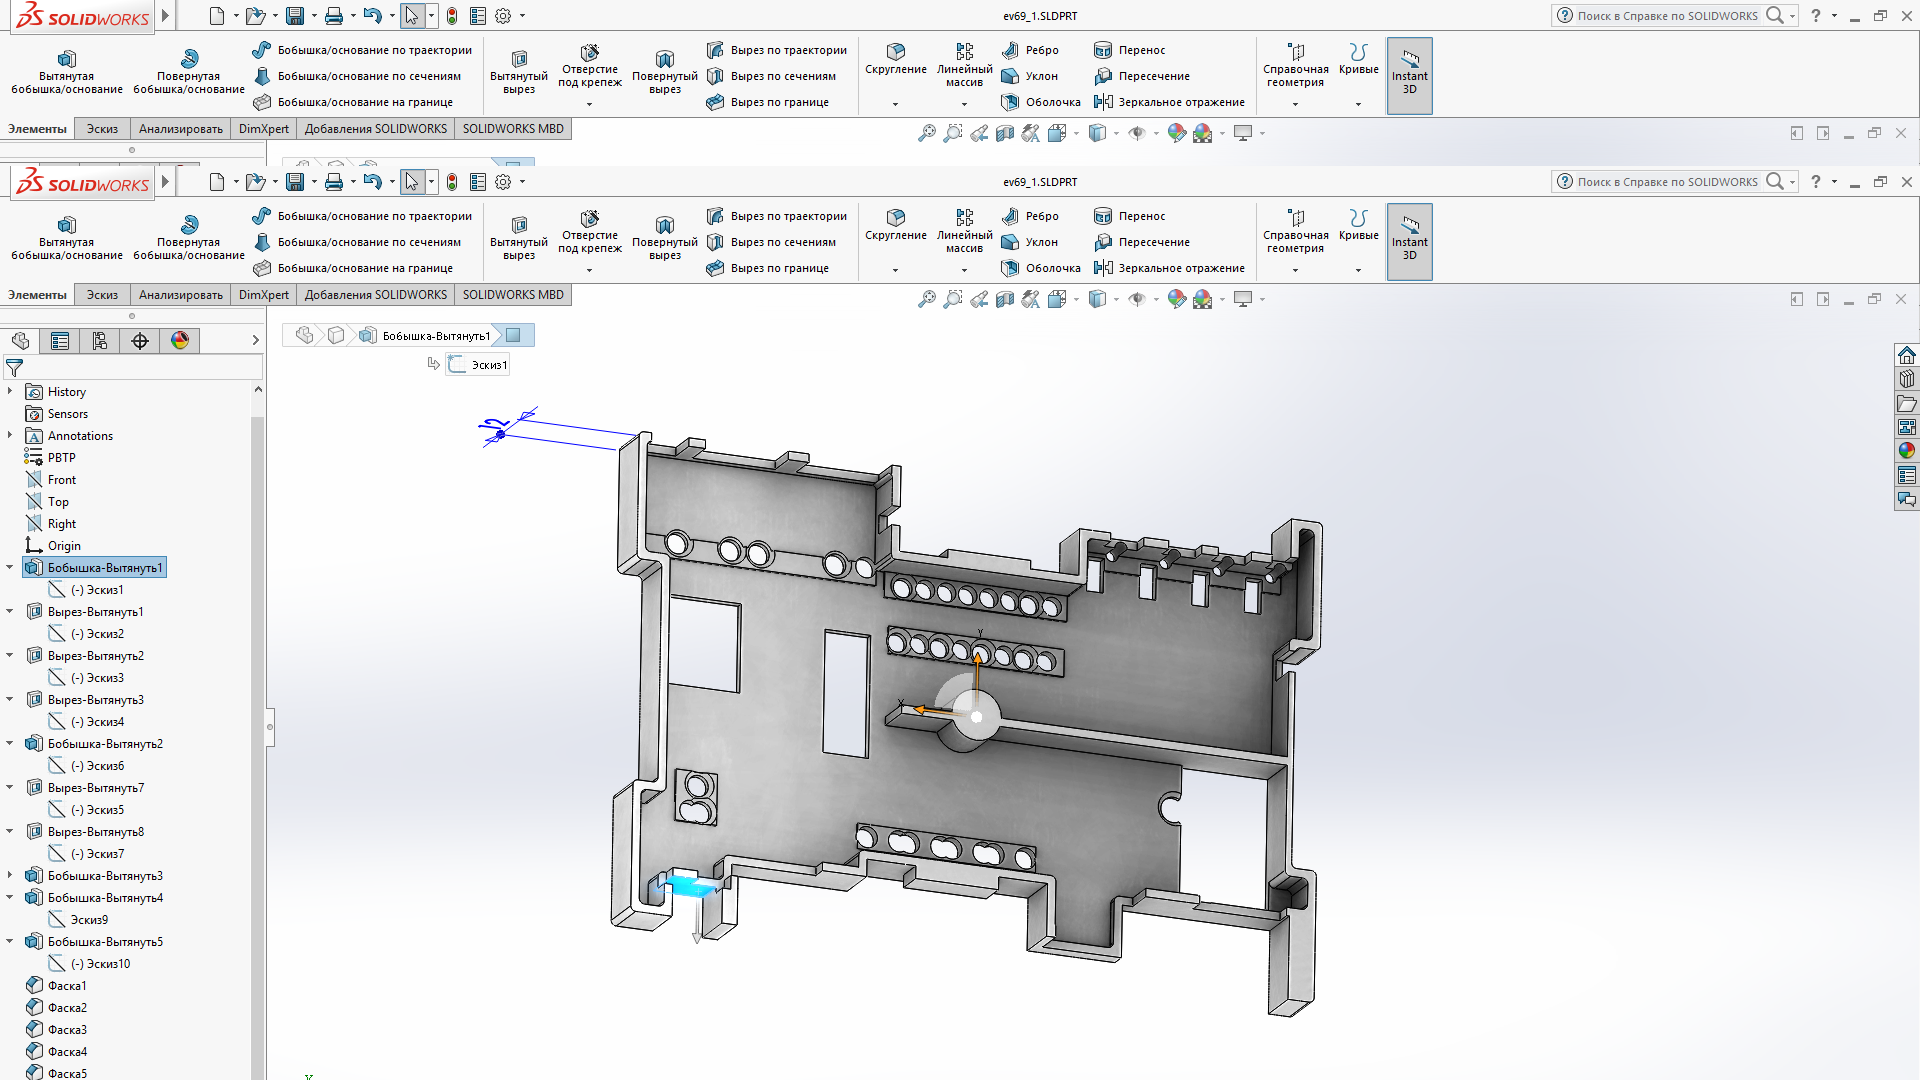 SOLIDWORKS
ev69_1.SLDPRT
Поиск в Справке по SOLIDWORKS
?
Вытянутая бобышка/основание
Повернутая бобышка/основание
Бобышка/основание по траектории
Бобышка/основание по сечениям
Бобышка/основание на границе
Вытянутый вырез
Отверстие под крепеж
Повернутый вырез
Вырез по траектории
Вырез по сечениям
Вырез по границе
Скругление
Линейный массив
Ребро
Уклон
Оболочка
Перенос
Пересечение
Зеркальное отражение
Справочная геометрия
Кривые
Instant 3D
Элементы
Эскиз
Анализировать
DimXpert
Добавления SOLIDWORKS
SOLIDWORKS MBD
SOLIDWORKS
ev69_1.SLDPRT
Поиск в Справке по SOLIDWORKS
?
Вытянутая бобышка/основание
Повернутая бобышка/основание
Бобышка/основание по траектории
Бобышка/основание по сечениям
Бобышка/основание на границе
Вытянутый вырез
Отверстие под крепеж
Повернутый вырез
Вырез по траектории
Вырез по сечениям
Вырез по границе
Скругление
Линейный массив
Ребро
Уклон
Оболочка
Перенос
Пересечение
Зеркальное отражение
Справочная геометрия
Кривые
Instant 3D
Элементы
Эскиз
Анализировать
DimXpert
Добавления SOLIDWORKS
SOLIDWORKS MBD
Бобышка-Вытянуть1
Эскиз1
History
Sensors
Annotations
РВТР
Front
Top
Right
Origin
Бобышка-Вытянуть1
(-) Эскиз1
Вырез-Вытянуть1
(-) Эскиз2
Вырез-Вытянуть2
(-) Эскиз3
Вырез-Вытянуть3
(-) Эскиз4
Бобышка-Вытянуть2
(-) Эскиз6
Вырез-Вытянуть7
(-) Эскиз5
Вырез-Вытянуть8
(-) Эскиз7
Бобышка-Вытянуть3
Бобышка-Вытянуть4
Эскиз9
Бобышка-Вытянуть5
(-) Эскиз10
Фаска1
Фаска2
Фаска3
Фаска4
Фаска5
12
Y
X